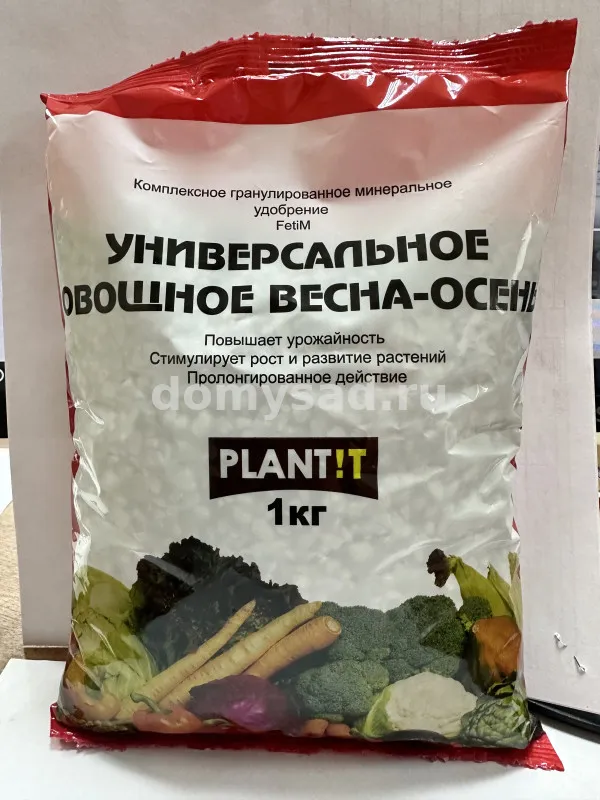 Комплексное гранулированное минеральное
удобрение
FetiM
УНИВЕРСАЛЬНОЕ
ОВОЩНОЕ ВЕСНА-ОСЕНЬ
Повышает урожайность
Стимулирует рост и развитие растений
Пролонгированное действие
domysad.ru
PLANT!T
1кг